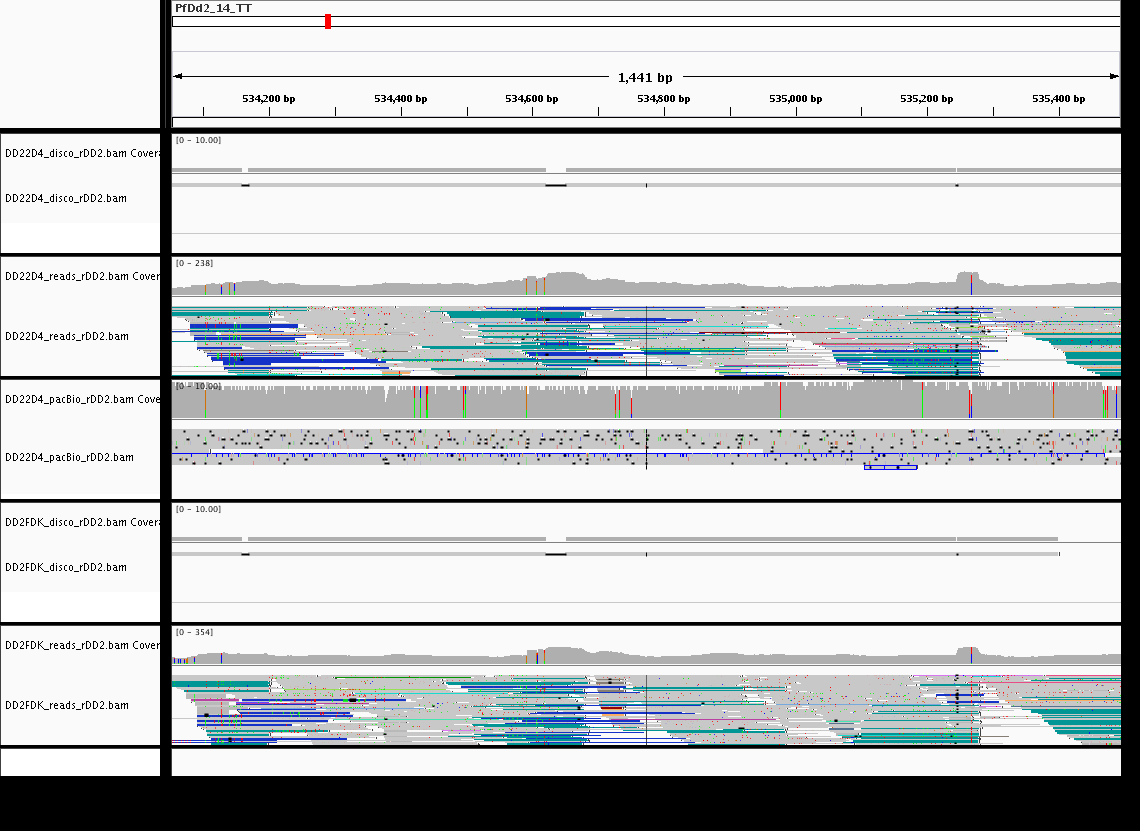 PfDd2_14_TT
1,441 bp
534,200 bp 534,400 bp 534,600 bp 534,800 bp 535,000 bp 535,200 bp 535,400 bp
[0 - 10.00]
DD22D4_disco_rDD2.bam Covera
DD22D4_disco_rDD2.bam
[0 - 238]
DD22D4_reads_rDD2.bam Cover
DD22D4_reads_rDD2.bam
[0 - 10.00]
DD22D4_pacBio_rDD2.bam Cove
DD22D4_pacBio_rDD2.bam
[0 - 10.00]
DD2FDK_disco_rDD2.bam Covera
DD2FDK_disco_rDD2.bam
[0 - 354]
DD2FDK_reads_rDD2.bam Cover
DD2FDK_reads_rDD2.bam